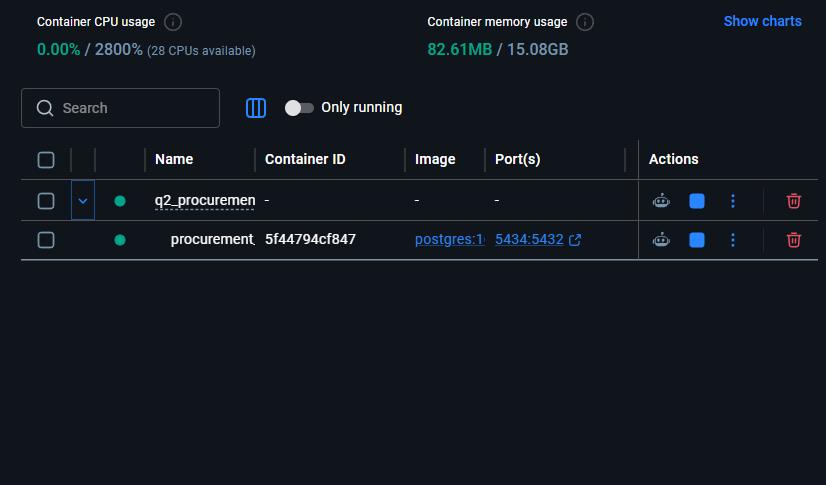 Container CPU usage
0.00% / 2800% (28 CPUs available)
Container memory usage
82.61MB / 15.08GB
Show charts
Search
Only running
Name Container ID Image Port(s) Actions
q2_procuremen - - -
procurement_ 5f44794cf847 postgres:1 5434:5432